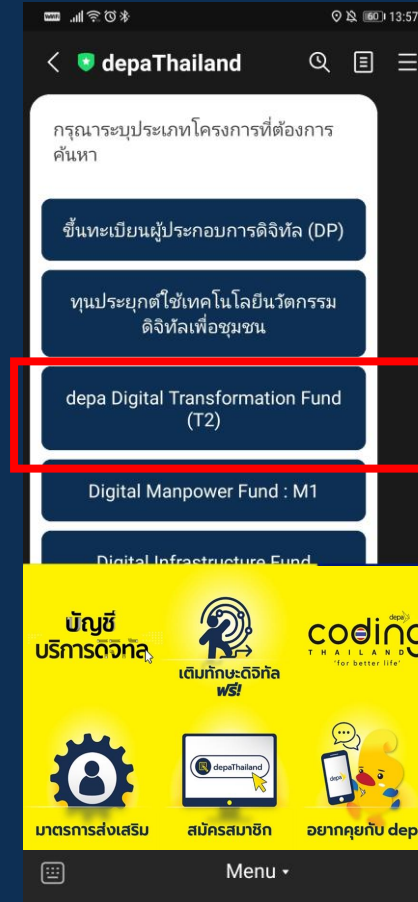 60 13:57
depaThailand
กรุณาระบุประเภทโครงการที่ต้องการ
ค้นหา
ขึ้นทะเบียนผู้ประกอบการดิจิทัล (DP)
ทุนประยุกต์ใช้เทคโนโลยีนวัตกรรม
ดิจิทัลเพื่อชุมชน
depa Digital Transformation Fund
(T2)
Digital Manpower Fund : M1
Digital Infrastructure Fund
บัญชี
บริการดิจิทัล
เติมทักษะดิจิทัล
ฟรี!
depa
coding
THAILAND
'for better life'
depaThailand
depa
มาตรการส่งเสริม
สมัครสมาชิก
อยากคุยกับ dep
Menu